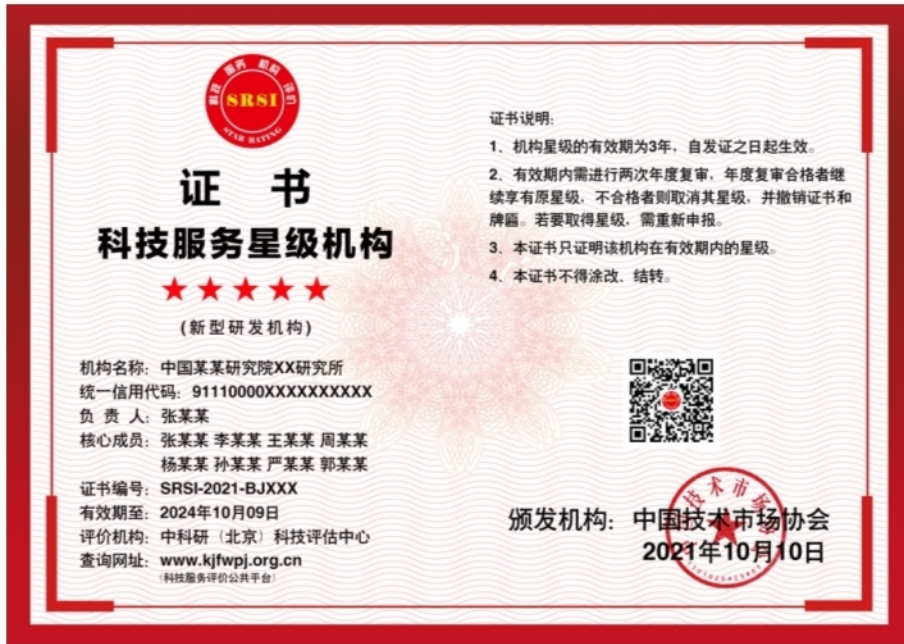 科技服务机构评价
SRSI
STAR RATING
证 书
科技服务星级机构
(新型研发机构)
机构名称：中国某某研究院XX研究所
统一信用代码：91110000XXXXXXXXXX
负 责 人：张某某
核心成员：张某某 李某某 王某某 周某某
杨某某 孙某某 严某某 郭某某
证书编号：SRSI-2021-BJXXX
有效期至：2024年10月09日
评价机构：中科研（北京）科技评估中心
查询网址：www.kjfwpj.org.cn
(科技服务评价公共平台)
证书说明：
1、机构星级的有效期为3年，自发证之日起生效。
2、有效期内需进行两次年度复审，年度复审合格者继
续享有原星级，不合格者则取消其星级，并撤销证书和
牌匾。若要取得星级，需重新申报。
3、本证书只证明该机构在有效期内的星级。
4、本证书不得涂改、结转。
颁发机构：中国技术市场协会
2021年10月10日